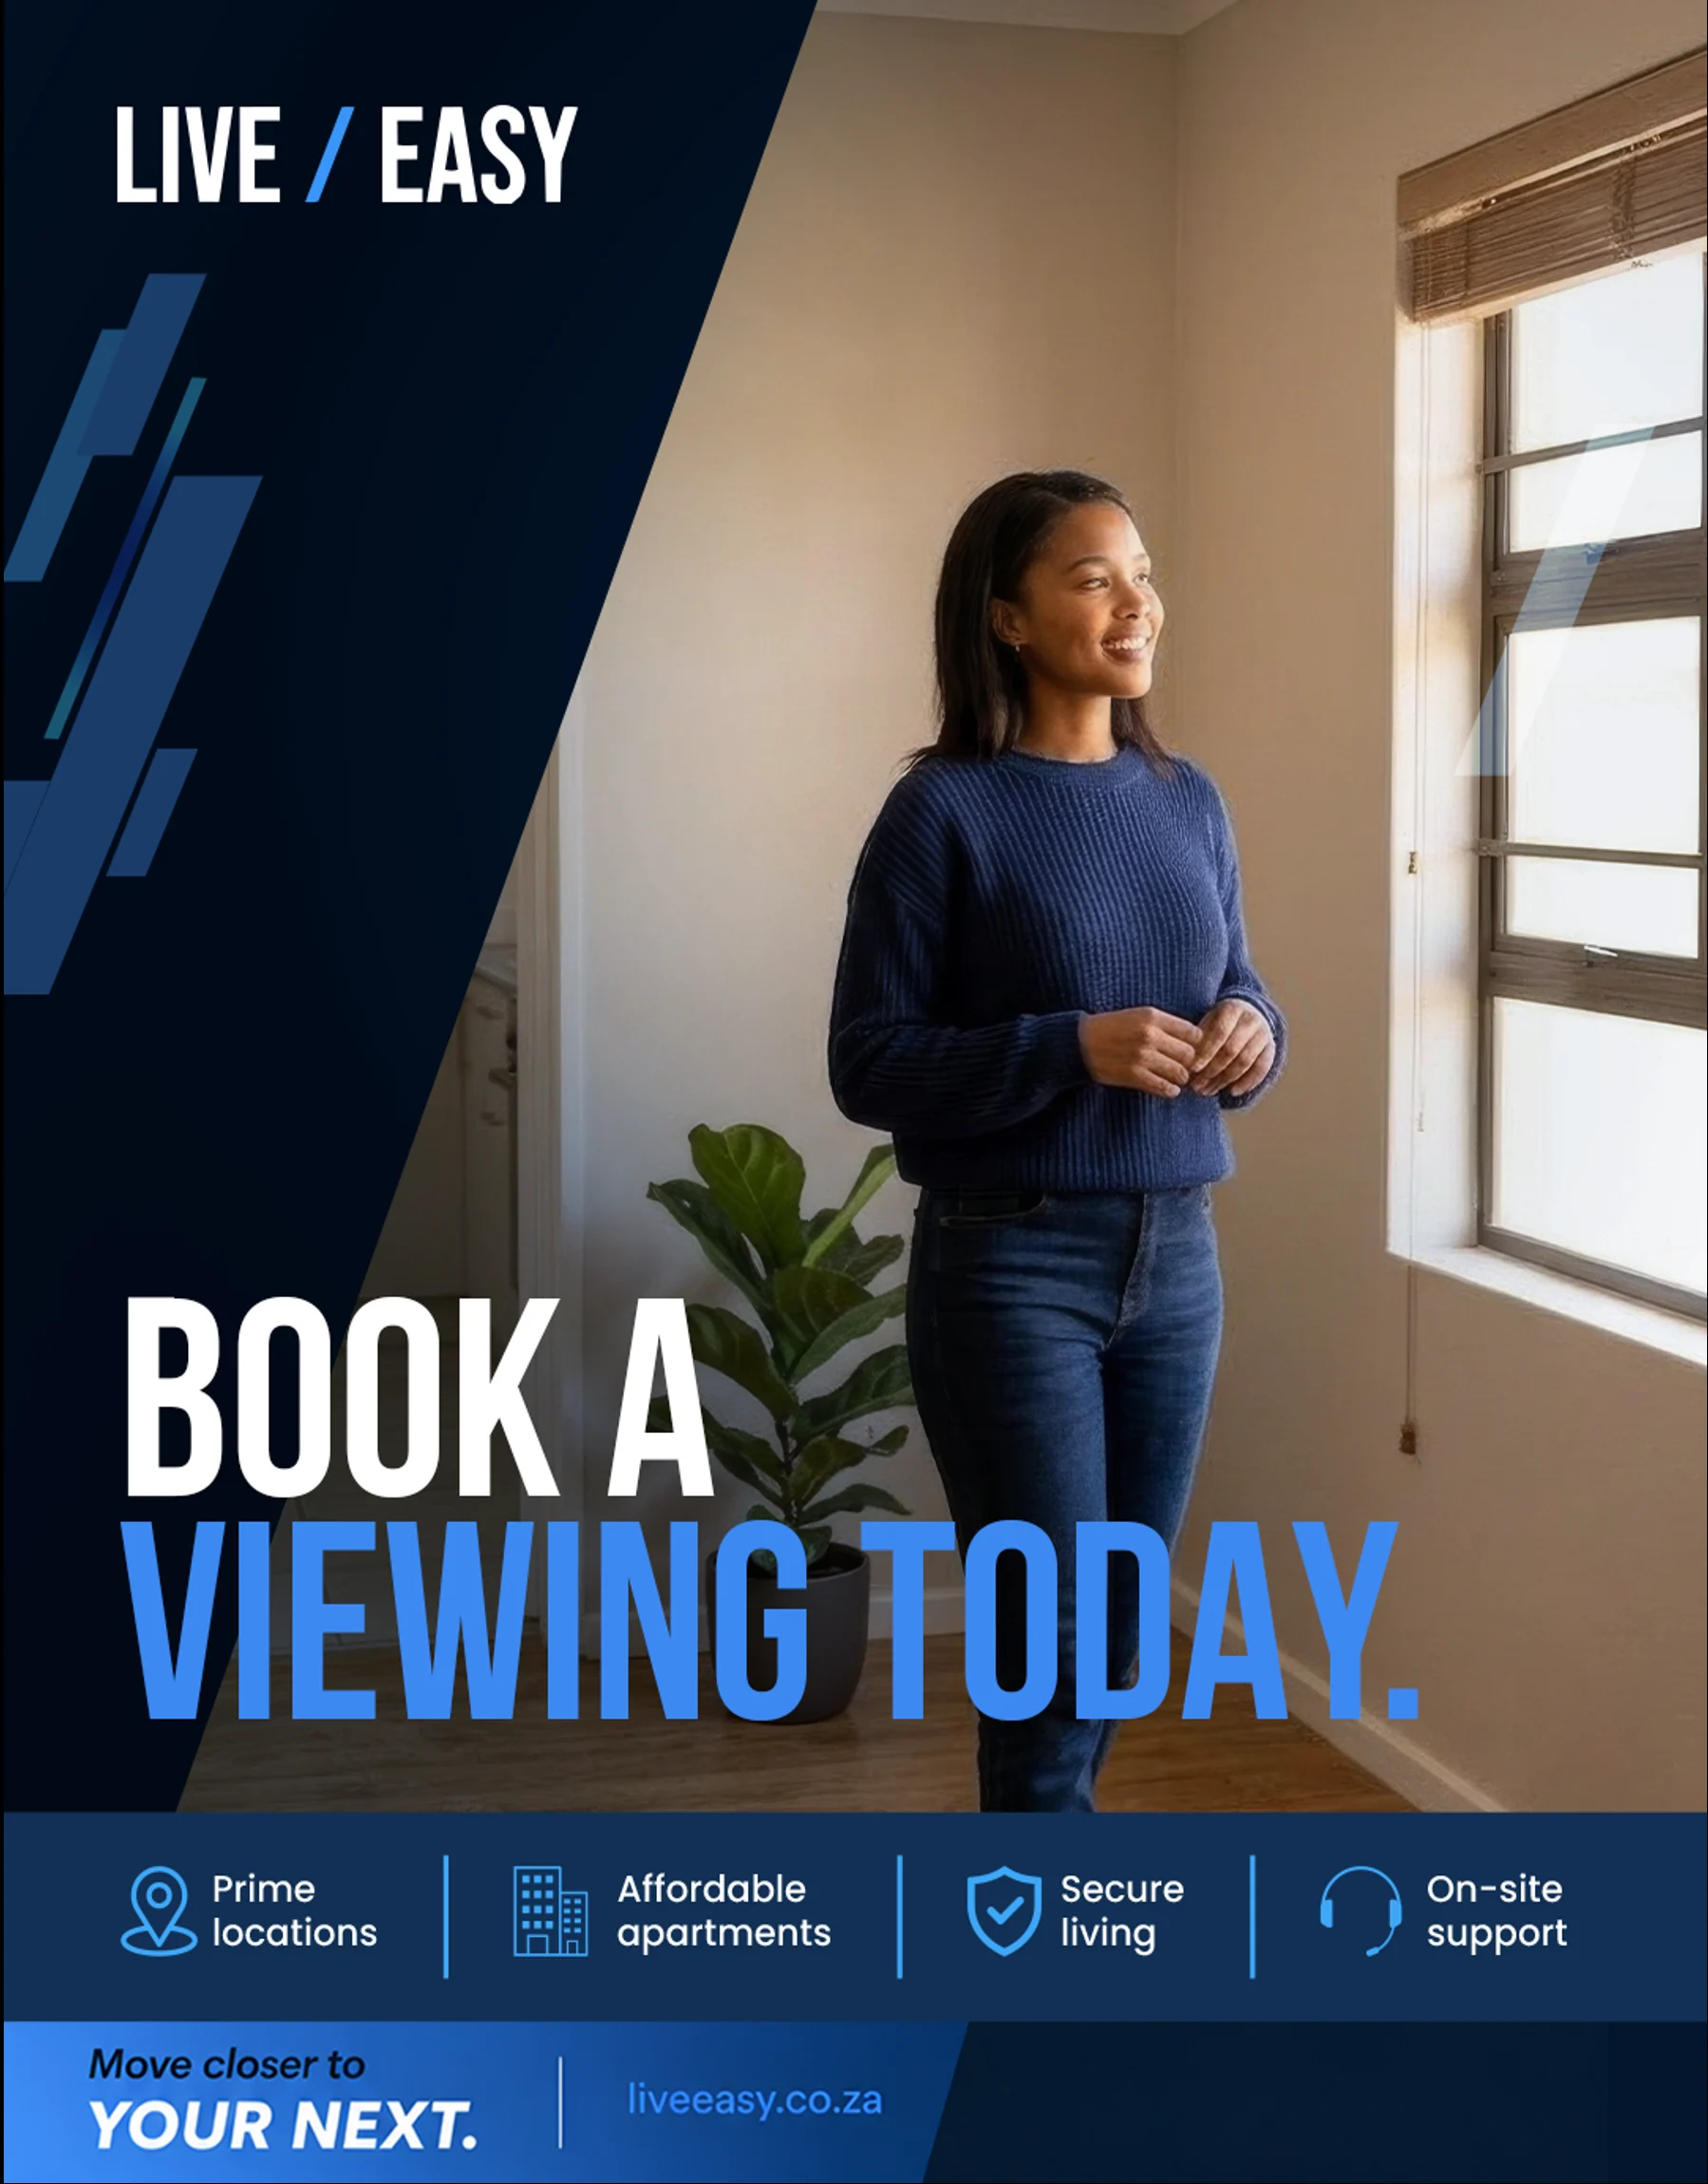 LIVE / EASY
BOOK A
VIEWING TODAY.
Prime
locations
Affordable
apartments
Secure
living
On-site
support
Move closer to
YOUR NEXT.
liveeasy.co.za